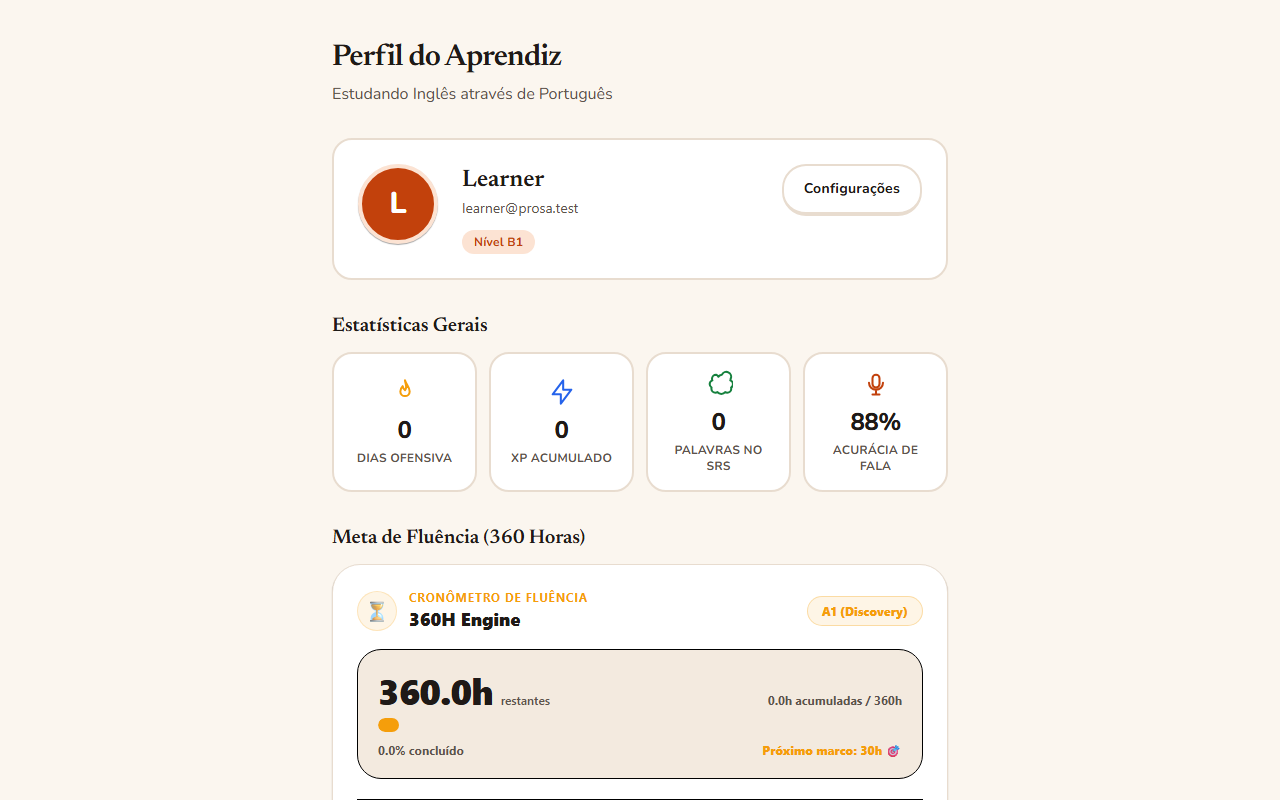 Perfil do Aprendiz
Estudando Inglês através de Português
L
Learner
learner@prosa.test
Nível B1
Configurações
Estatísticas Gerais
0
DIAS OFENSIVA
0
XP ACUMULADO
0
PALAVRAS NO
SRS
88%
ACURÁCIA DE
FALA
Meta de Fluência (360 Horas)
CRONÔMETRO DE FLUÊNCIA
360H Engine
A1 (Discovery)
360.0h restantes
0.0h acumuladas / 360h
0.0% concluído
Próximo marco: 30h 🎯